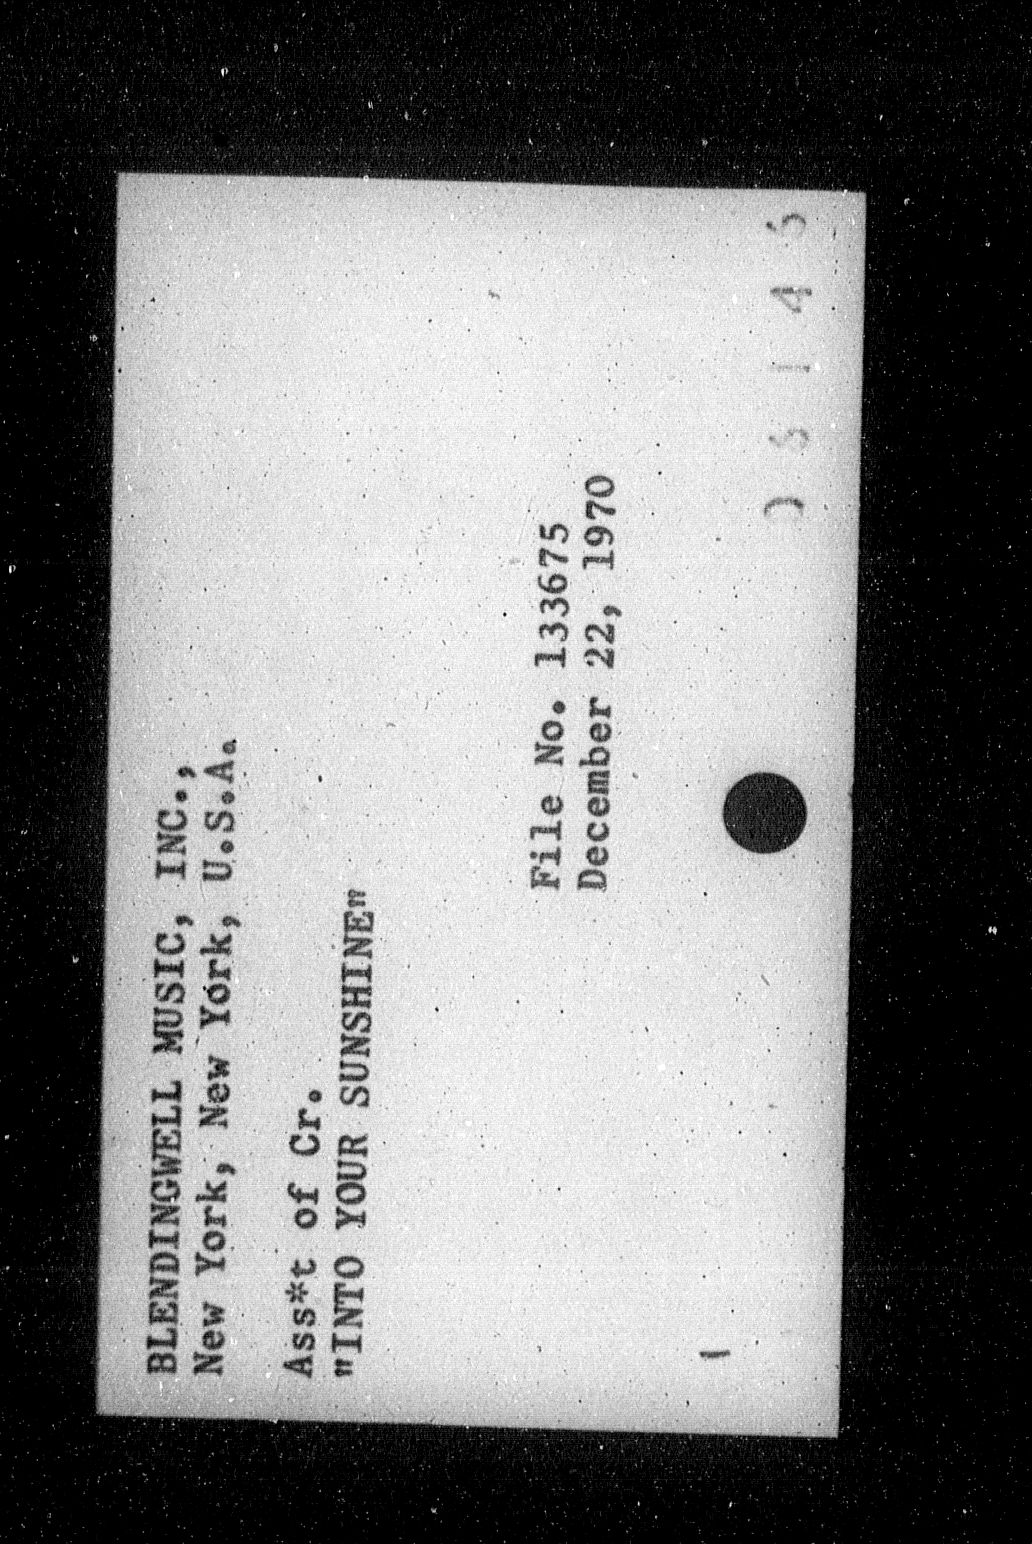 BLENDINGWELL MUSIC, INC.,
New York, New York, U.S.A.
Ass*t of Cr.
"INTO YOUR SUNSHINE"
File No. 133675
December 22, 1970